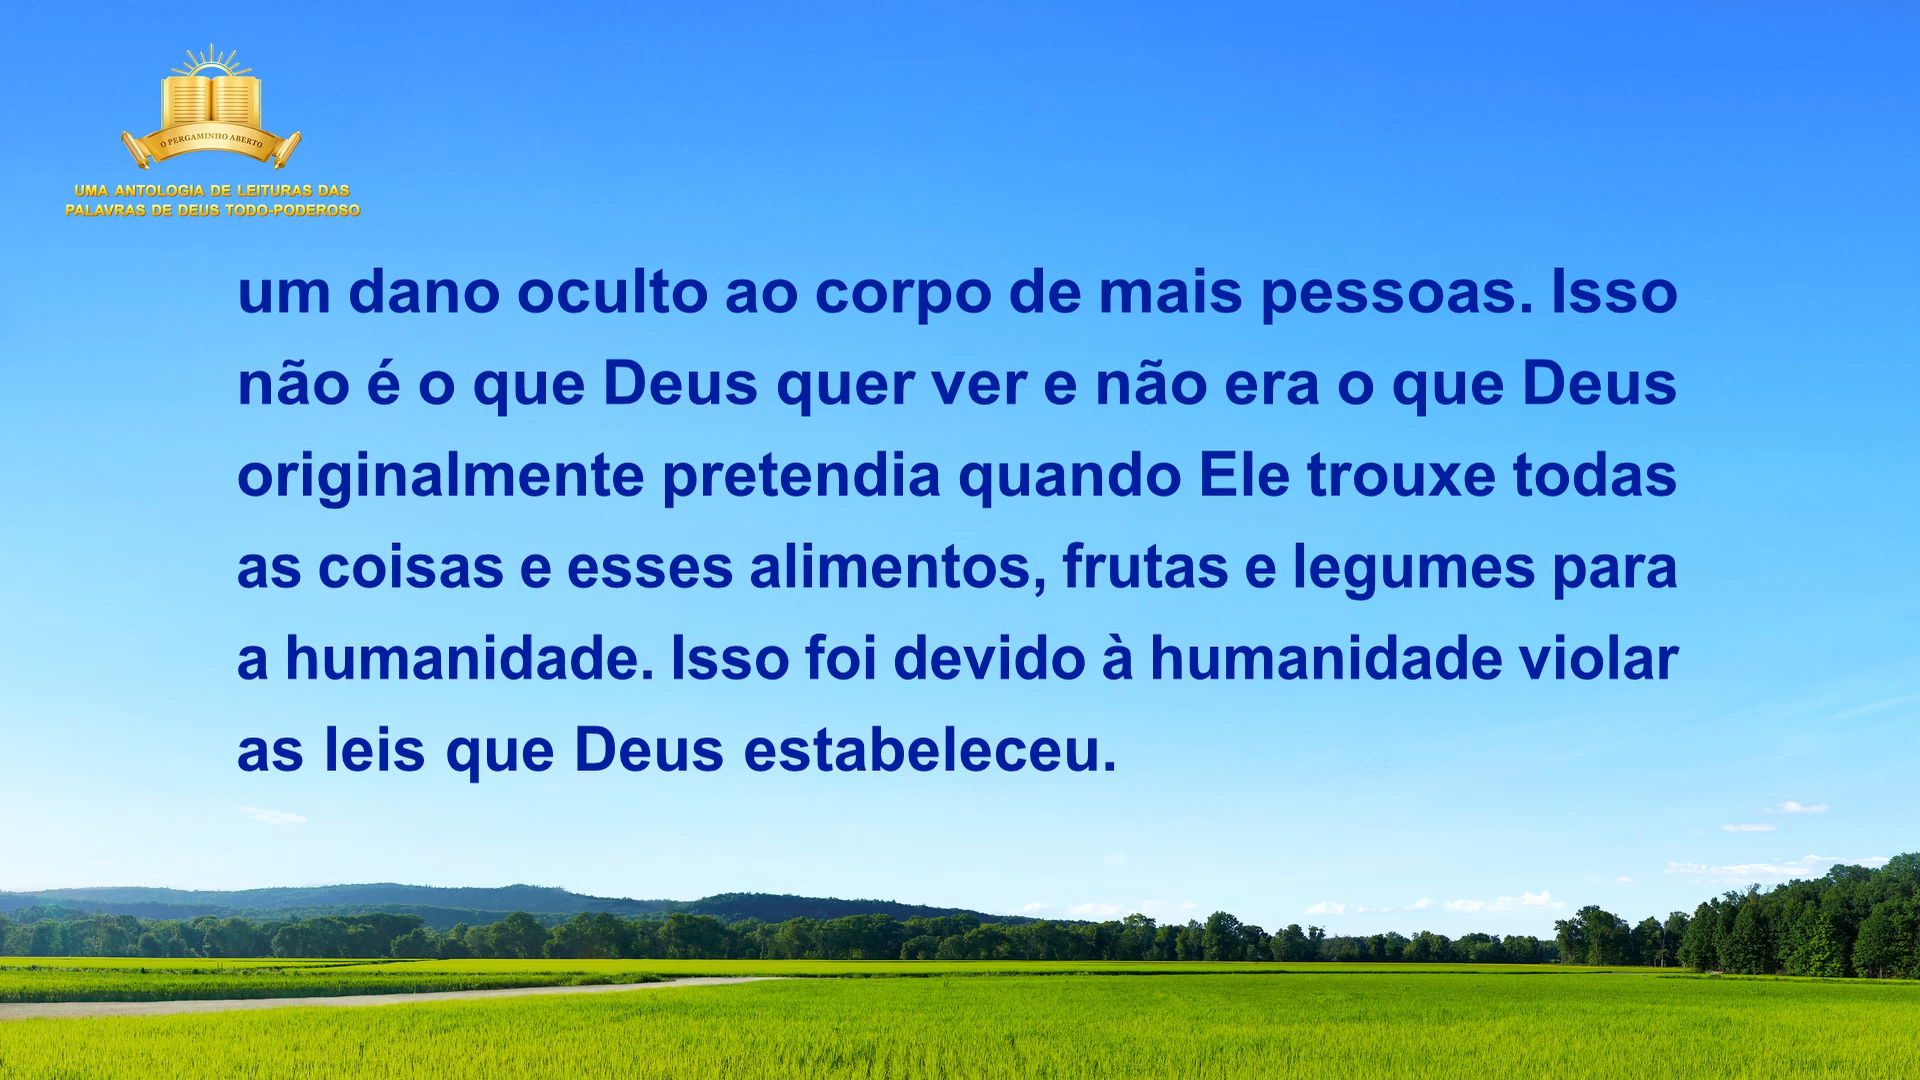 O PERGAMINHO ABERTO
UMA ANTOLOGIA DE LEITURAS DAS
PALAVRAS DE DEUS TODO-PODEROSO
um dano oculto ao corpo de mais pessoas. Isso
não é o que Deus quer ver e não era o que Deus
originalmente pretendia quando Ele trouxe todas
as coisas e esses alimentos, frutas e legumes para
a humanidade. Isso foi devido à humanidade violar
as leis que Deus estabeleceu.